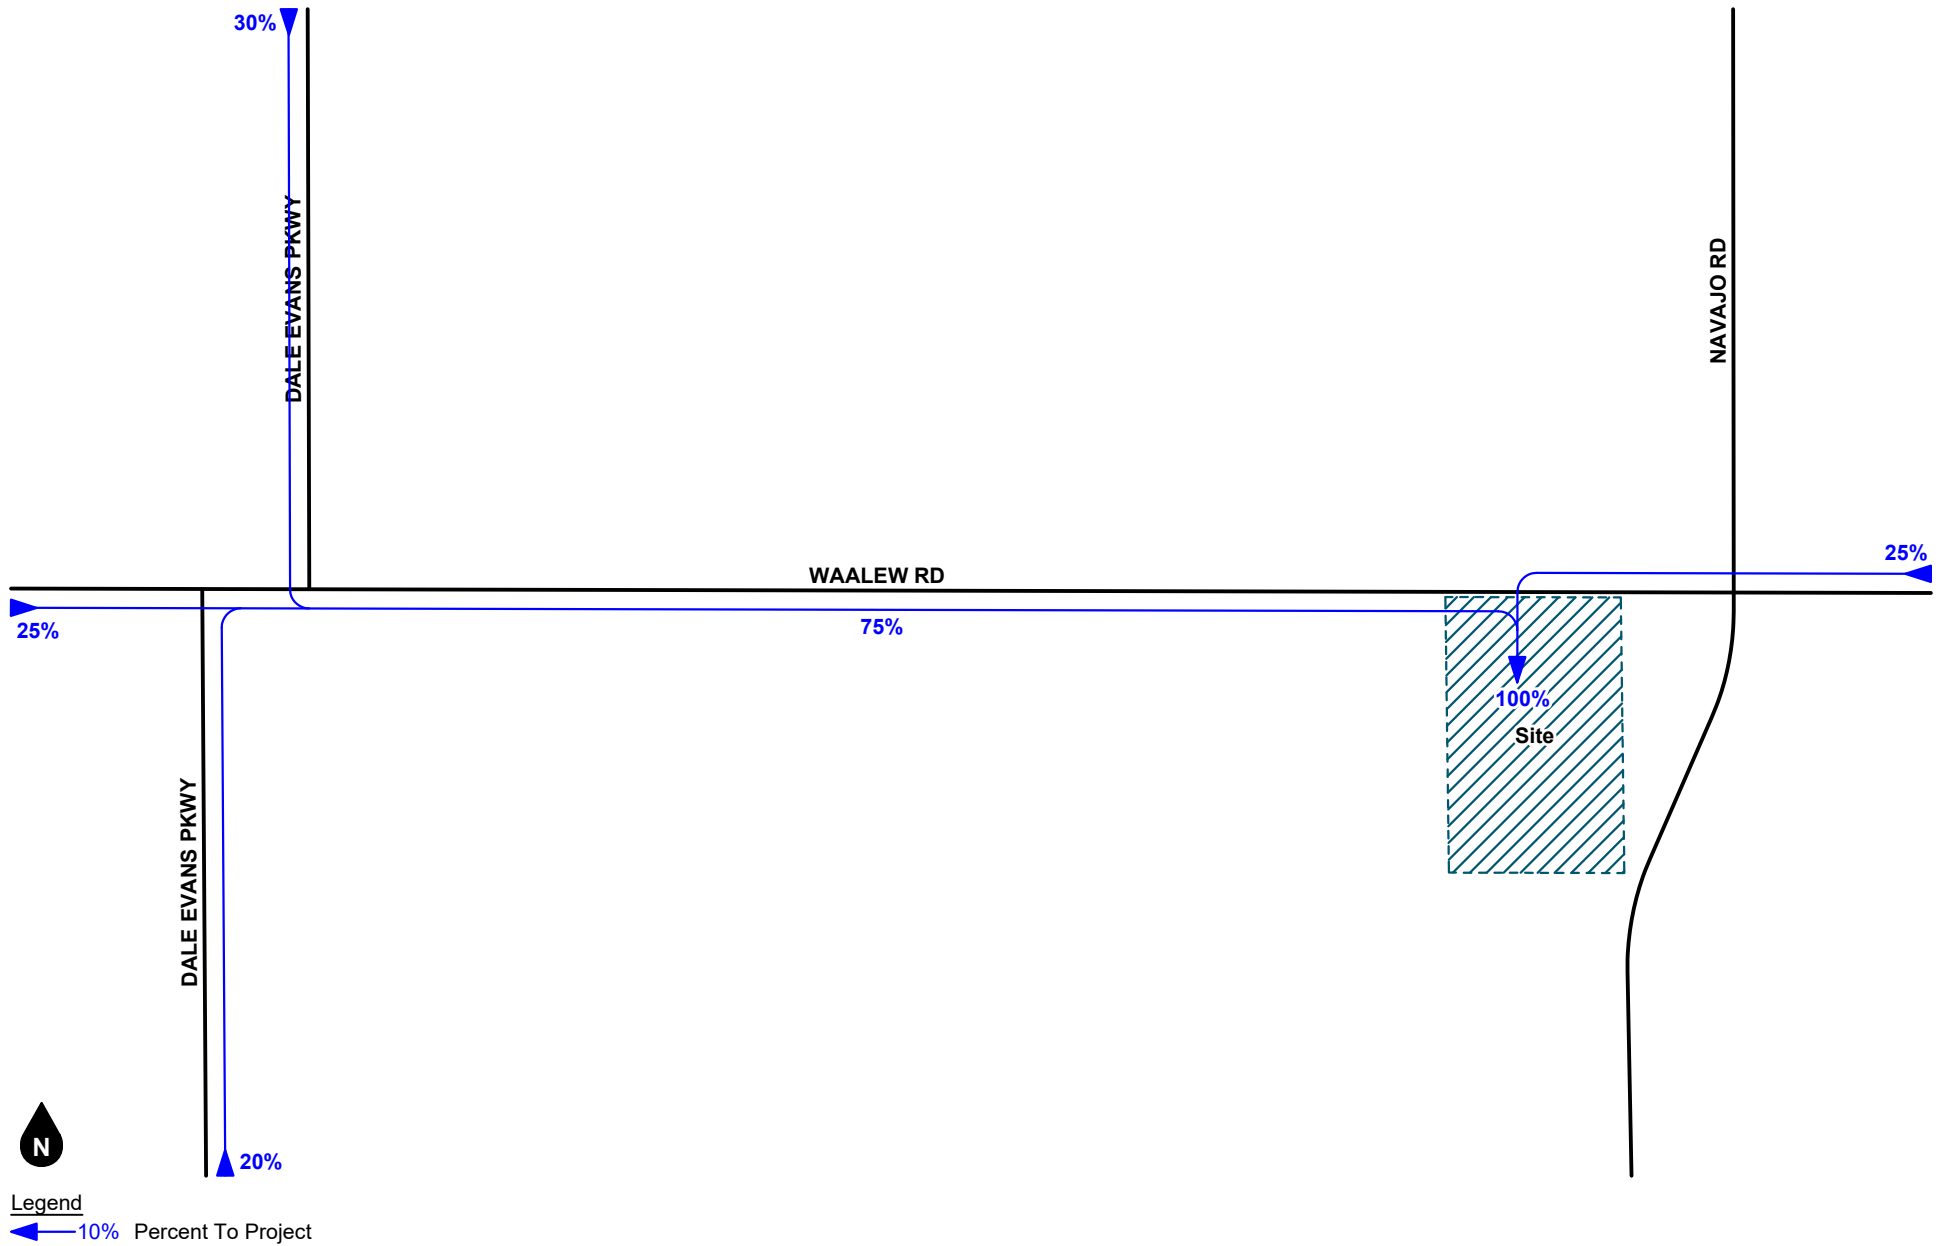 30%
DALE EVANS PKWY
NAVAJO RD
25%
WAALEW RD
25%
75%
100%
Site
DALE EVANS PKWY
N
20%
Legend
10% Percent To Project